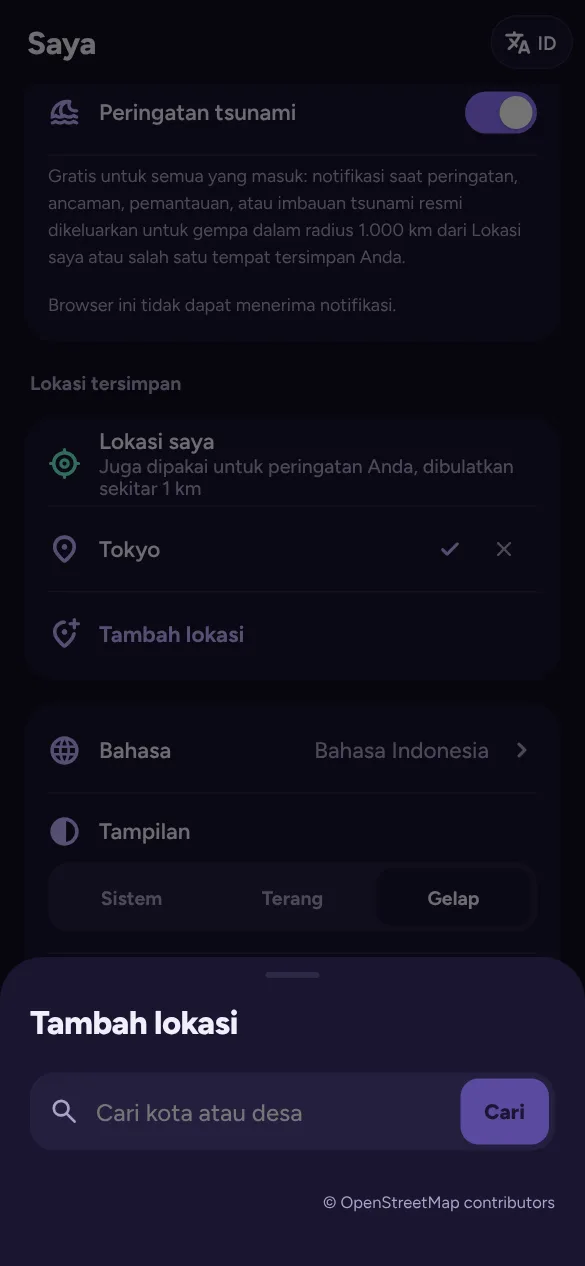 Saya
ID
Peringatan tsunami
Gratis untuk semua yang masuk: notifikasi saat peringatan,
ancaman, pemantauan, atau imbauan tsunami resmi
dikeluarkan untuk gempa dalam radius 1.000 km dari Lokasi
saya atau salah satu tempat tersimpan Anda.
Browser ini tidak dapat menerima notifikasi.
Lokasi tersimpan
Lokasi saya
Juga dipakai untuk peringatan Anda, dibulatkan
sekitar 1 km
Tokyo
Tambah lokasi
Bahasa
Bahasa Indonesia
Tampilan
Sistem
Terang
Gelap
Tambah lokasi
Cari kota atau desa
Cari
© OpenStreetMap contributors